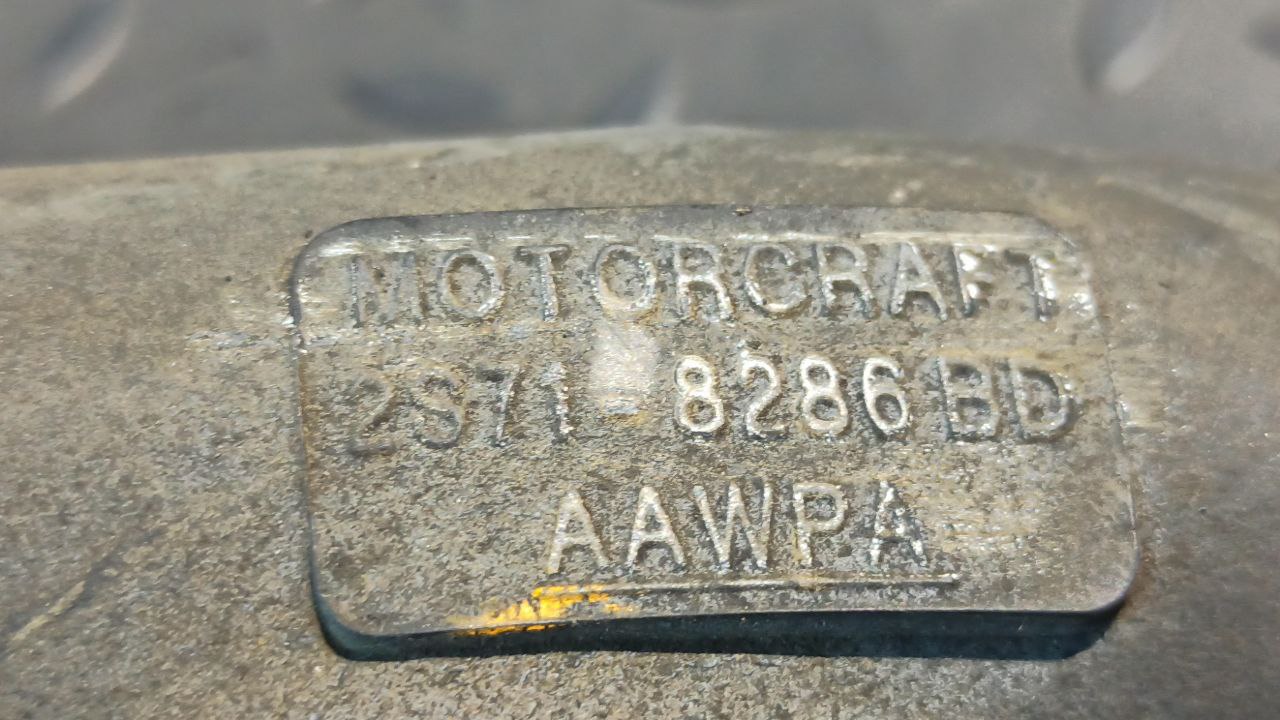 MOTORCRAFT
2S71 8286 BD
AAWPA